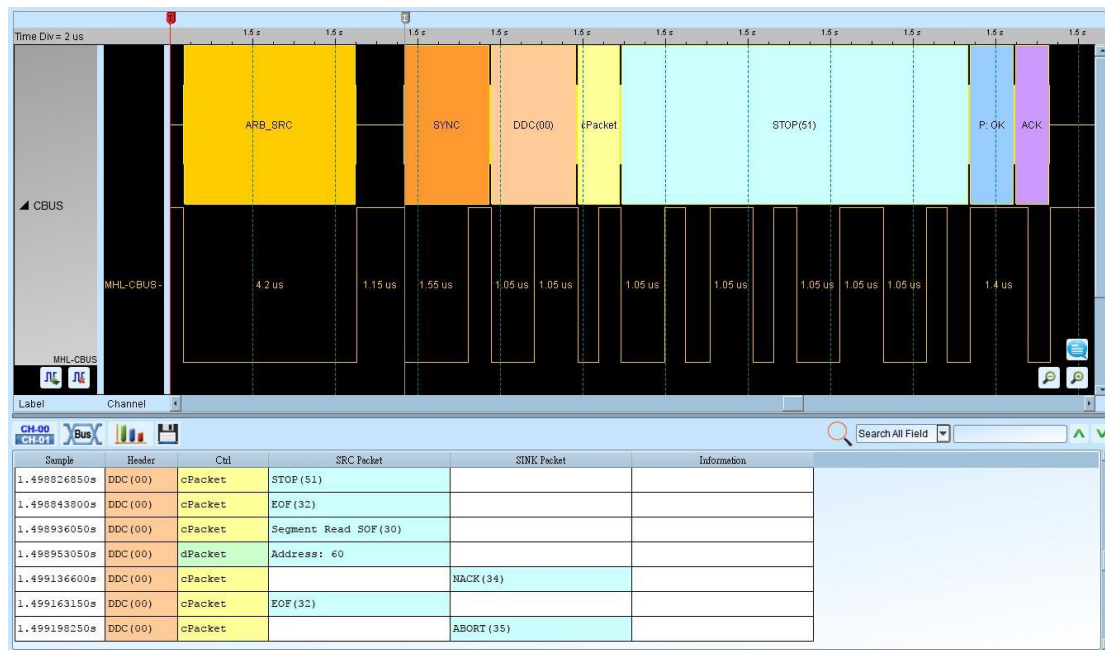 Time Div = 2 us
1.5 s 1.5 s 1.5 s 1.5 s 1.5 s 1.5 s 1.5 s 1.5 s 1.5 s 1.5 s 1.5 s
ARB_SRC SYNC DDC(00) cPacket STOP(51) P: OK ACK
CBUS
MHL-CBUS - 4.2 us 1.15 us 1.55 us 1.05 us 1.05 us 1.05 us 1.05 us 1.05 us 1.05 us 1.05 us 1.4 us
MHL-CBUS
Label Channel
CH-00
CH-01 Bus Search All Field
Sample Header Ctrl SRC Packet SINK Packet Information
1.498826850s DDC(00) cPacket STOP(51)
1.498843800s DDC(00) cPacket EOF(32)
1.498936050s DDC(00) cPacket Segment Read SOF(30)
1.498953050s DDC(00) dPacket Address: 60
1.499136600s DDC(00) cPacket NACK(34)
1.499163150s DDC(00) cPacket EOF(32)
1.499198250s DDC(00) cPacket ABORT(35)